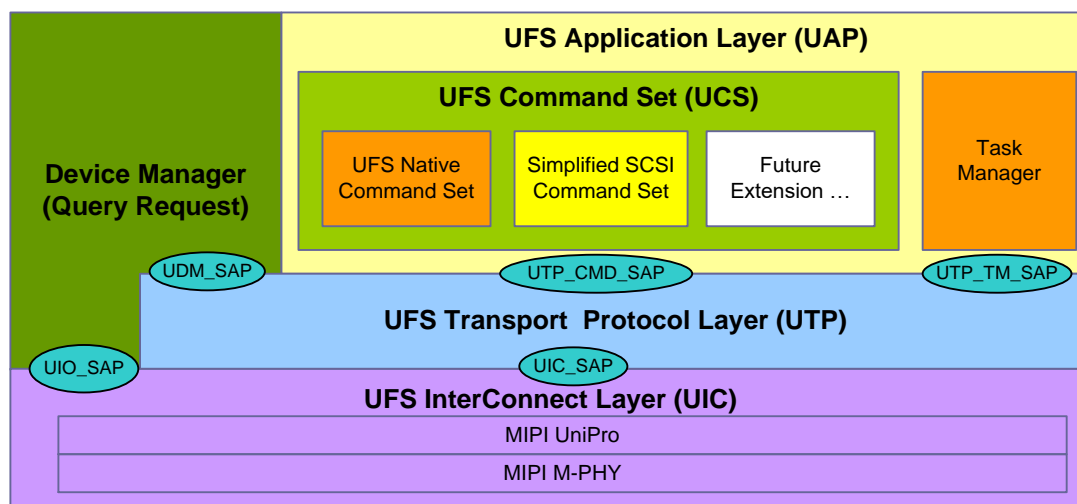 UFS Application Layer (UAP)
UFS Command Set (UCS)
UFS Native
Command Set
Simplified SCSI
Command Set
Future
Extension …
Task
Manager
Device Manager
(Query Request)
UDM_SAP
UTP_CMD_SAP
UTP_TM_SAP
UFS Transport Protocol Layer (UTP)
UIO_SAP
UIC_SAP
UFS InterConnect Layer (UIC)
MIPI UniPro
MIPI M-PHY